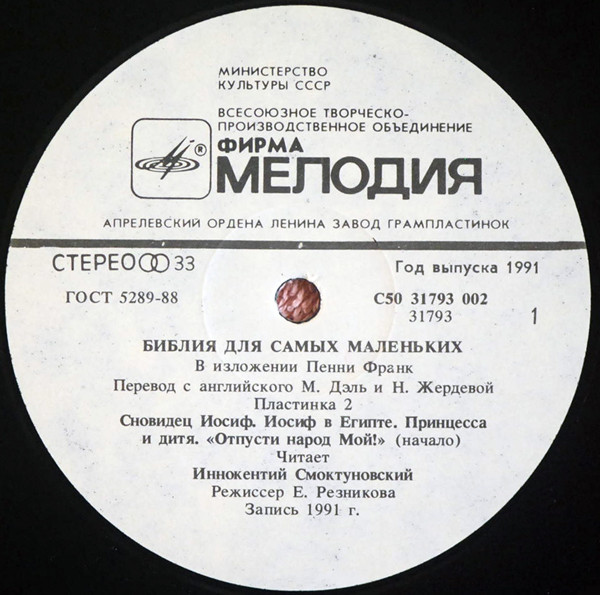 МИНИСТЕРСТВО
КУЛЬТУРЫ СССР
ВСЕСОЮЗНОЕ ТВОРЧЕСКО-
ПРОИЗВОДСТВЕННОЕ ОБЪЕДИНЕНИЕ
ФИРМА
®
МЕЛОДИЯ
АПРЕЛЕВСКИЙ ОРДЕНА ЛЕНИНА ЗАВОД ГРАМПЛАСТИНОК
СТЕРЕО 33
Год выпуска 1991
ГОСТ 5289-88
С50 31793 002
31793
1
БИБЛИЯ ДЛЯ САМЫХ МАЛЕНЬКИХ
В изложении Пенни Франк
Перевод с английского М. Дэль и Н. Жердевой
Пластинка 2
Сновидец Иосиф. Иосиф в Египте. Принцесса
и дитя. «Отпусти народ Мой!» (начало)
Читает
Иннокентий Смоктуновский
Режиссер Е. Резникова
Запись 1991 г.